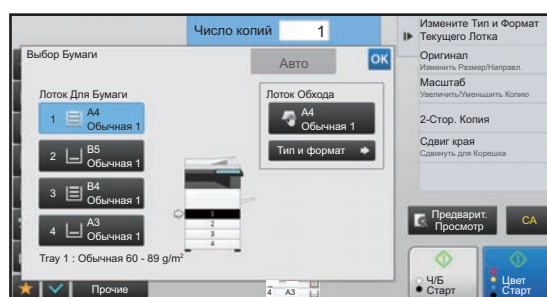 Число копий 1
Выбор Бумаги
Авто
OK
Лоток Для Бумаги
1 A4
Обычная 1
2 B5
Обычная 1
3 B4
Обычная 1
4 A3
Обычная 1
Tray 1 : Обычная 60 - 89 g/m²
Лоток Обхода
A4
Обычная 1
Тип и формат
1
2
3
4
Прочие
4 A3
Измените Тип и Формат
Текущего Лотка
Оригинал
Изменить Размер/Направл.
Масштаб
Увеличить/Уменьшить Копию
2-Стор. Копия
Сдвиг края
Сдвинуть для Корешка
Предварит.
Просмотр
CA
Ч/Б
Старт
Цвет
Старт